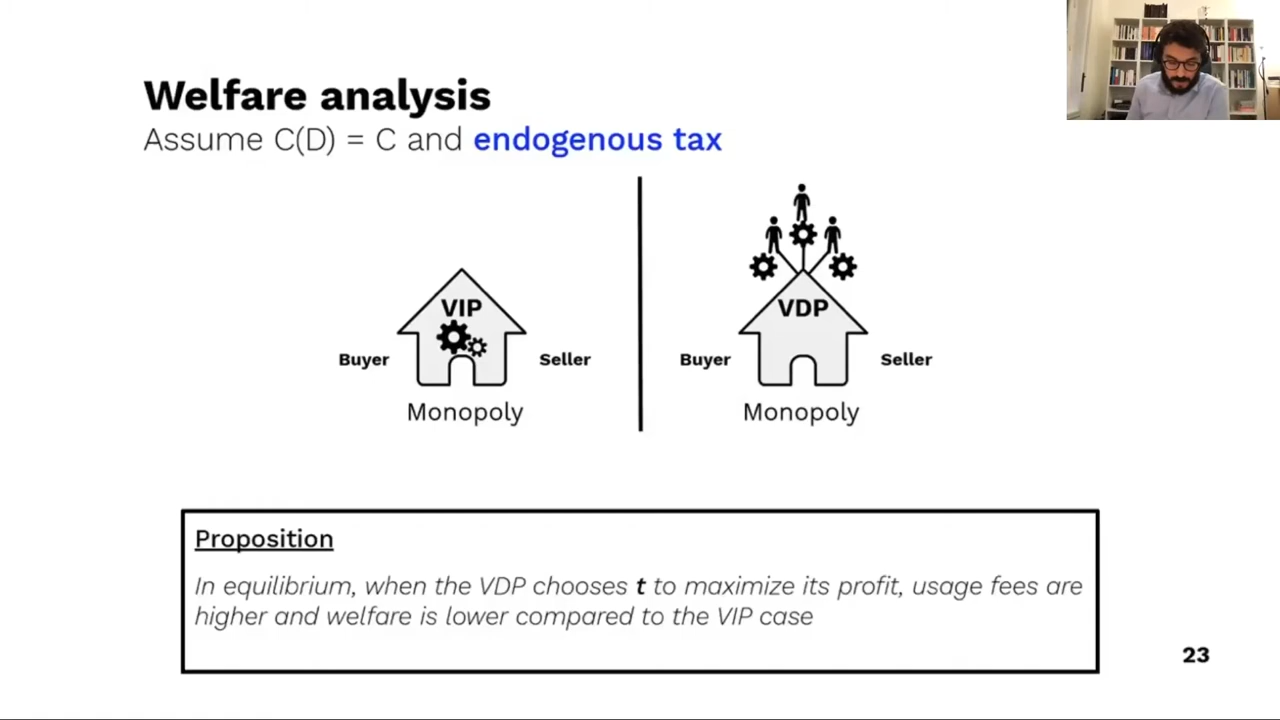 Welfare analysis
Assume C(D) = C and endogenous tax
VIP
Buyer
Seller
Monopoly
VDP
Buyer
Seller
Monopoly
Proposition
In equilibrium, when the VDP chooses t to maximize its profit, usage fees are
higher and welfare is lower compared to the VIP case
23